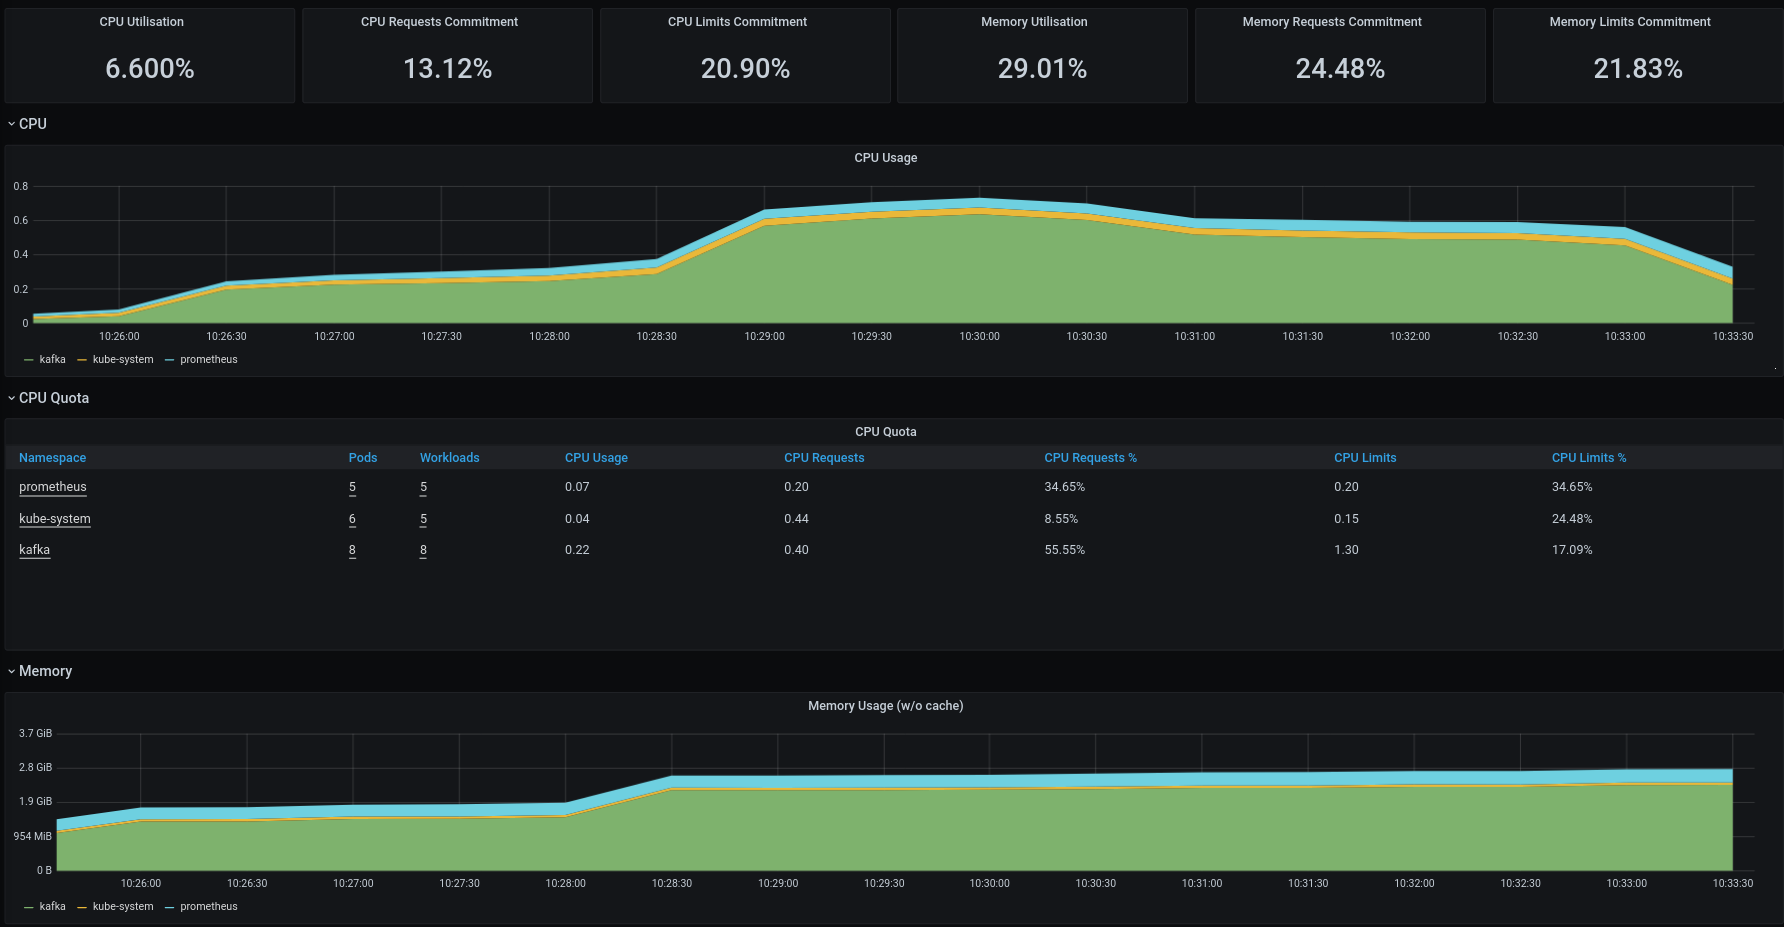 CPU Utilisation CPU Requests Commitment CPU Limits Commitment Memory Utilisation Memory Requests Commitment Memory Limits Commitment
6.600% 13.12% 20.90% 29.01% 24.48% 21.83%
CPU
CPU Usage
0.8
0.6
0.4
0.2
0
10:26:00 10:26:30 10:27:00 10:27:30 10:28:00 10:28:30 10:29:00 10:29:30 10:30:00 10:30:30 10:31:00 10:31:30 10:32:00 10:32:30 10:33:00 10:33:30
kafka kube-system prometheus
CPU Quota
CPU Quota
Namespace Pods Workloads CPU Usage CPU Requests CPU Requests % CPU Limits CPU Limits %
prometheus 5 5 0.07 0.20 34.65% 0.20 34.65%
kube-system 6 5 0.04 0.44 8.55% 0.15 24.48%
kafka 8 8 0.22 0.40 55.55% 1.30 17.09%
Memory
Memory Usage (w/o cache)
3.7 GiB
2.8 GiB
1.9 GiB
954 MiB
0 B
10:26:00 10:26:30 10:27:00 10:27:30 10:28:00 10:28:30 10:29:00 10:29:30 10:30:00 10:30:30 10:31:00 10:31:30 10:32:00 10:32:30 10:33:00 10:33:30
kafka kube-system prometheus